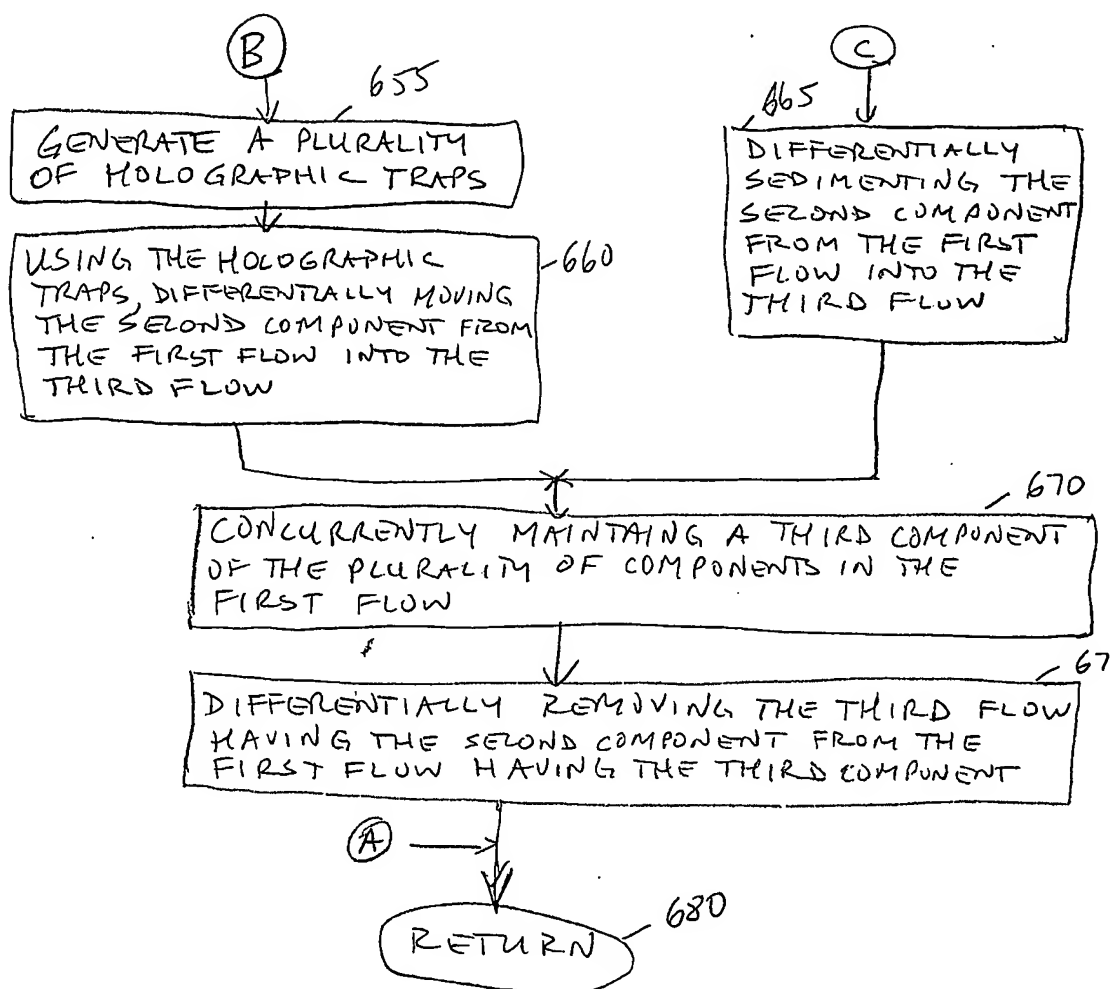 B
655
GENERATE A PLURALITY
OF HOLOGRAPHIC TRAPS
USING THE HOLOGRAPHIC
TRAPS, DIFFERENTIALLY MOVING
THE SECOND COMPONENT FROM
THE FIRST FLOW INTO THE
THIRD FLOW
660
C
665
DIFFERENTIALLY
SEDIMENTING THE
SECOND COMPONENT
FROM THE FIRST
FLOW INTO THE
THIRD FLOW
670
CONCURRENTLY MAINTAING A THIRD COMPONENT
OF THE PLURALITY OF COMPONENTS IN THE
FIRST FLOW
67
DIFFERENTIALLY REMOVING THE THIRD FLOW
HAVING THE SECOND COMPONENT FROM THE
FIRST FLOW HAVING THE THIRD COMPONENT
A
RETURN
680